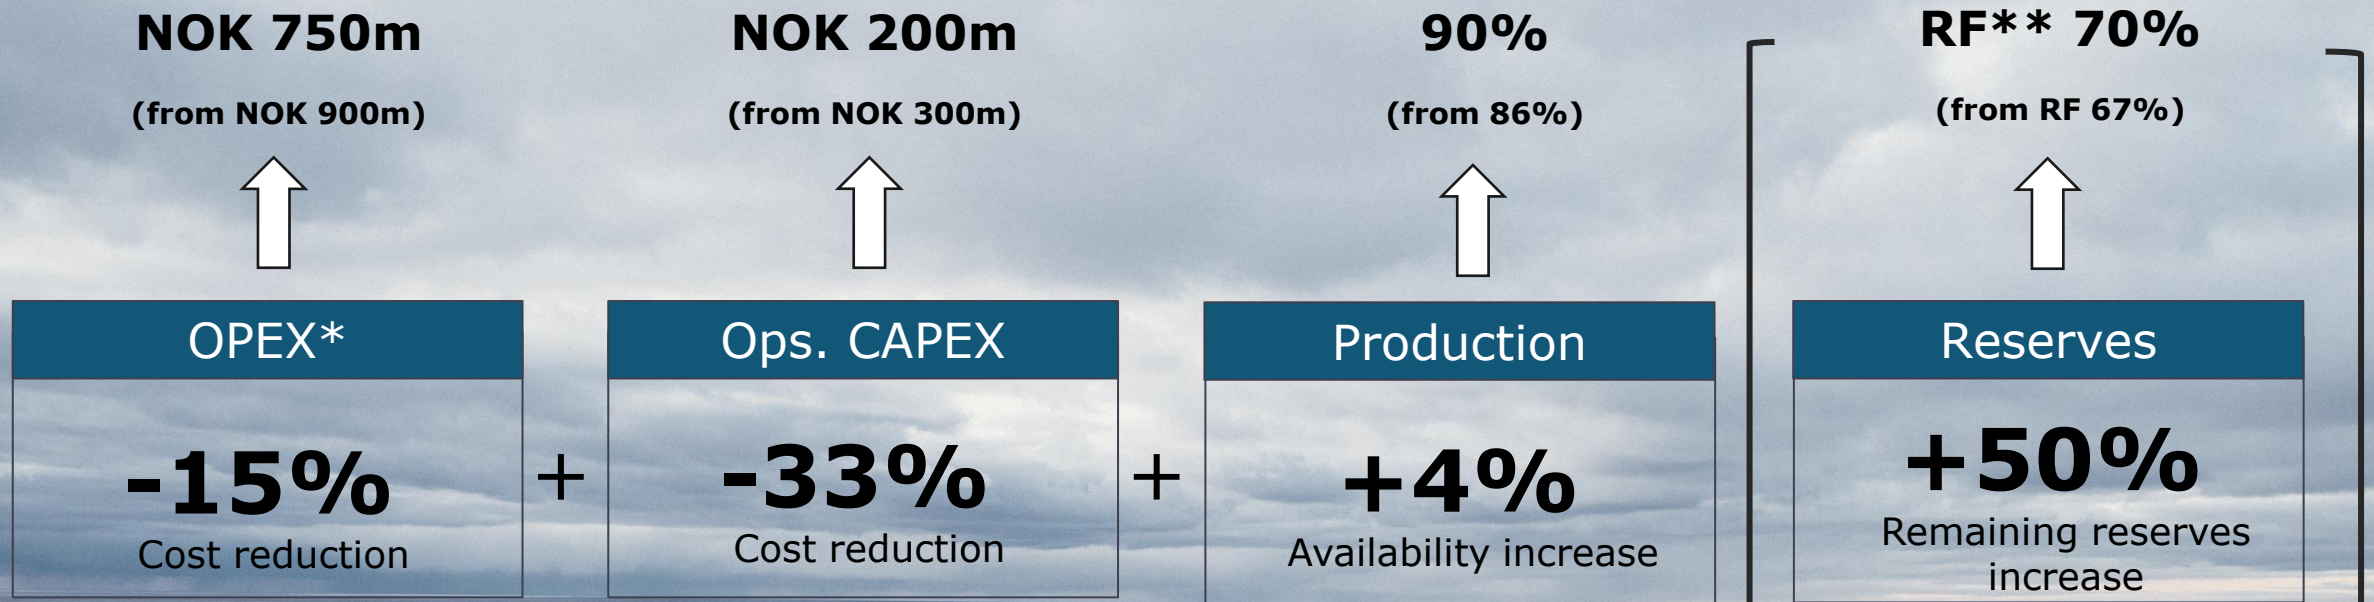 NOK 750m
(from NOK 900m)
OPEX*
-15%
Cost reduction
+
NOK 200m
(from NOK 300m)
Ops. CAPEX
-33%
Cost reduction
+
90%
(from 86%)
Production
+4%
Availability increase
RF** 70%
(from RF 67%)
Reserves
+50%
Remaining reserves
increase